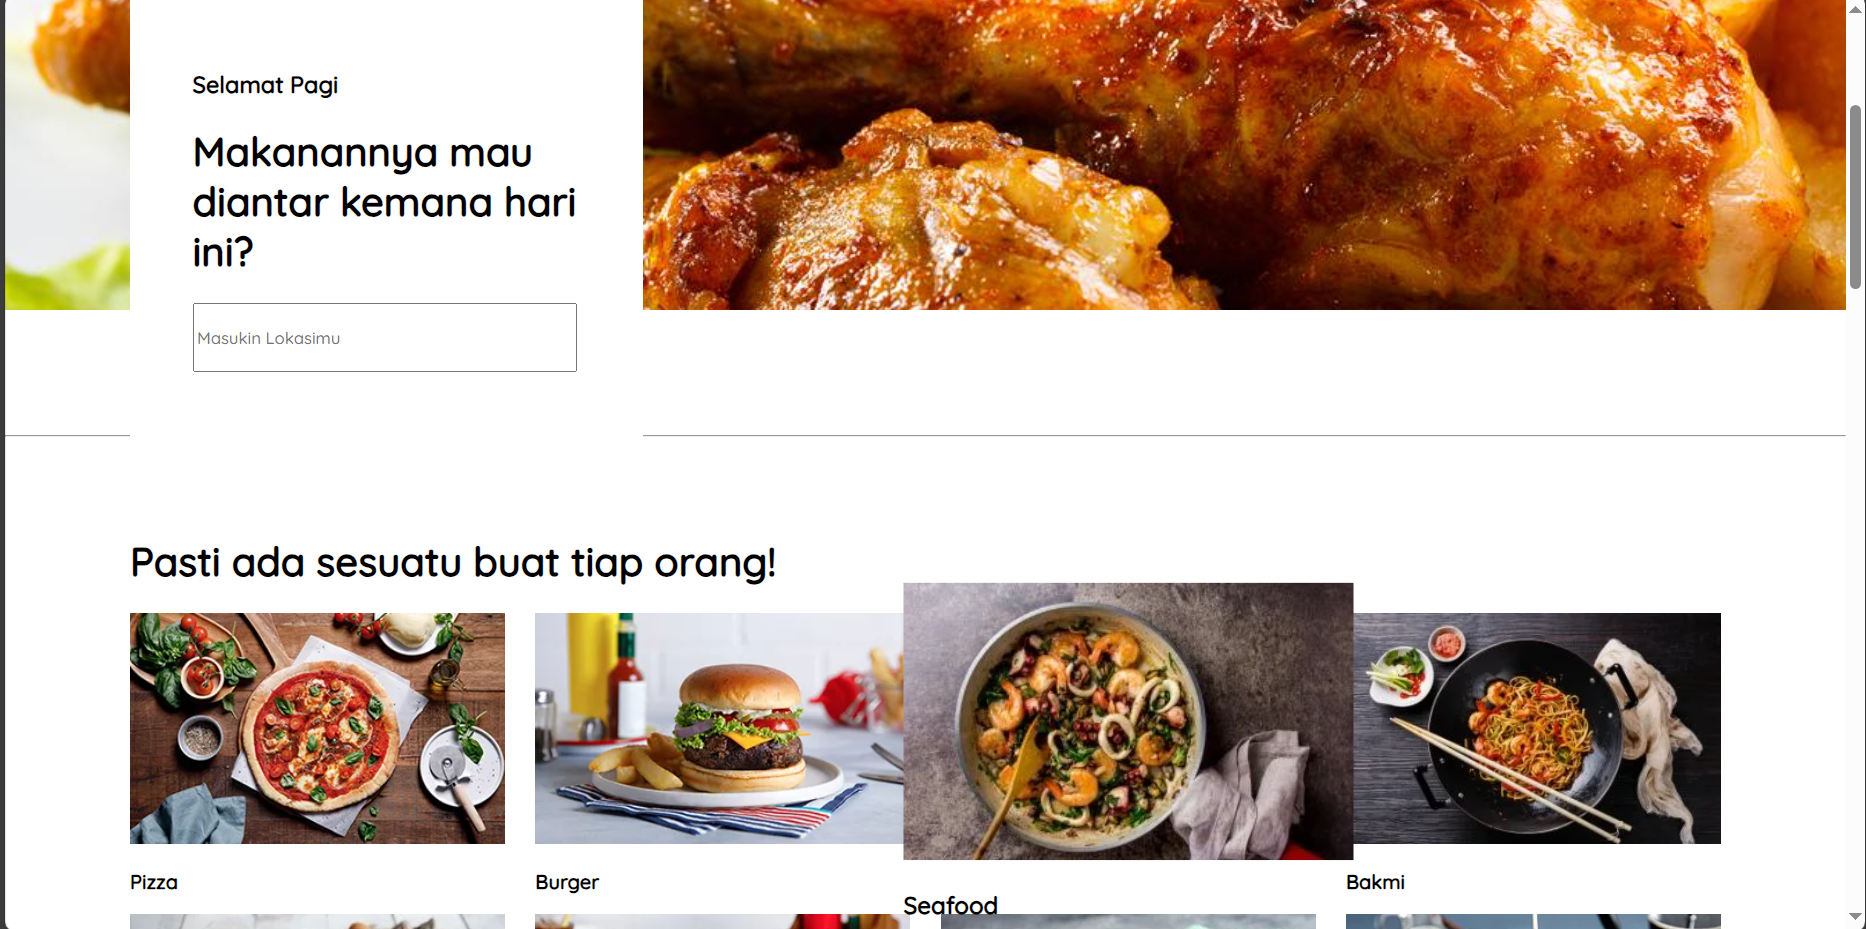 Selamat Pagi
Makanannya mau
diantar kemana hari
ini?
Masukin Lokasimu
Pasti ada sesuatu buat tiap orang!
Pizza
Burger
Seafood
Bakmi